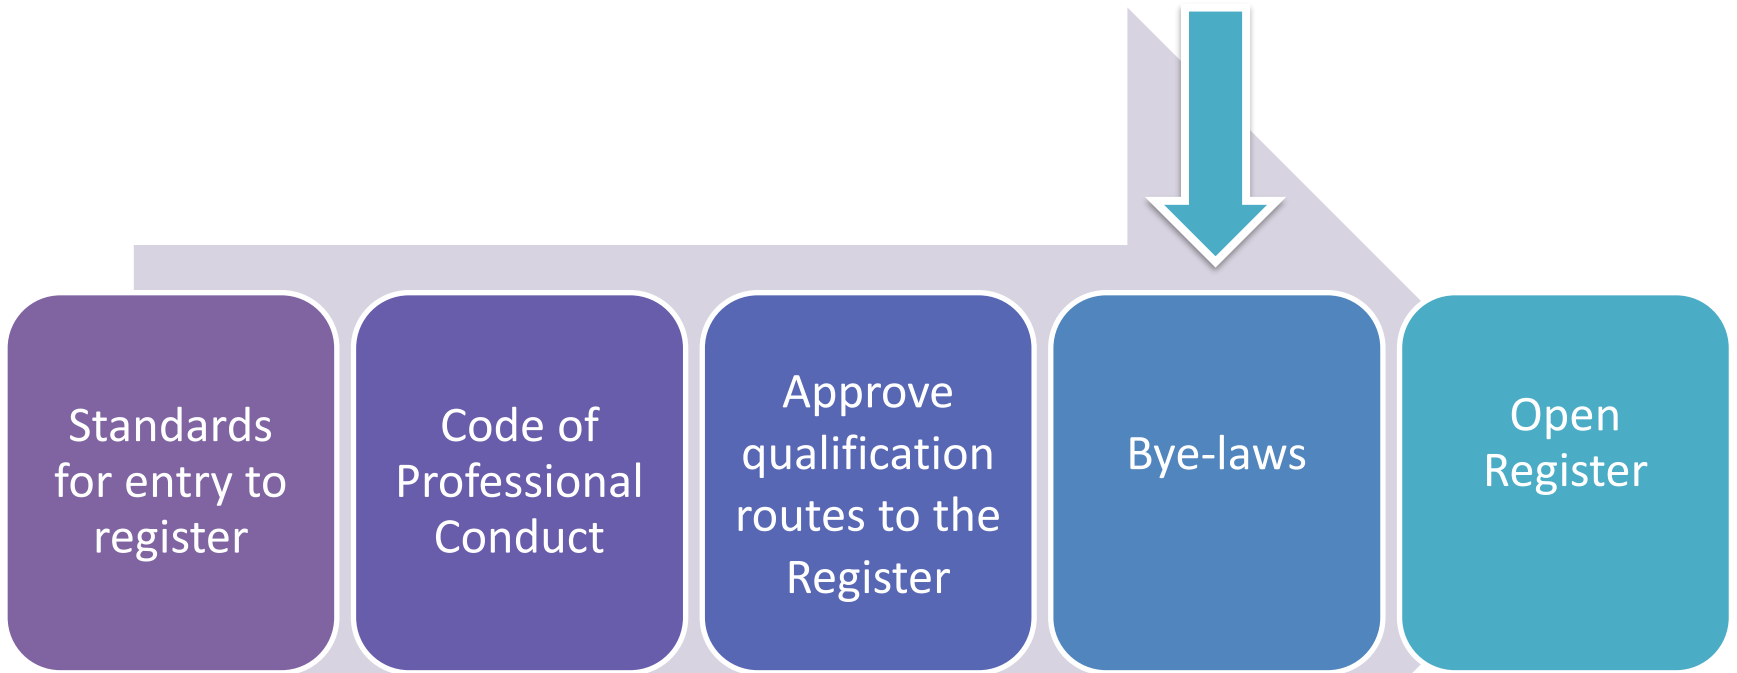 Standards
for entry to
register
Code of
Professional
Conduct
Approve
qualification
routes to the
Register
Bye-laws
Open
Register